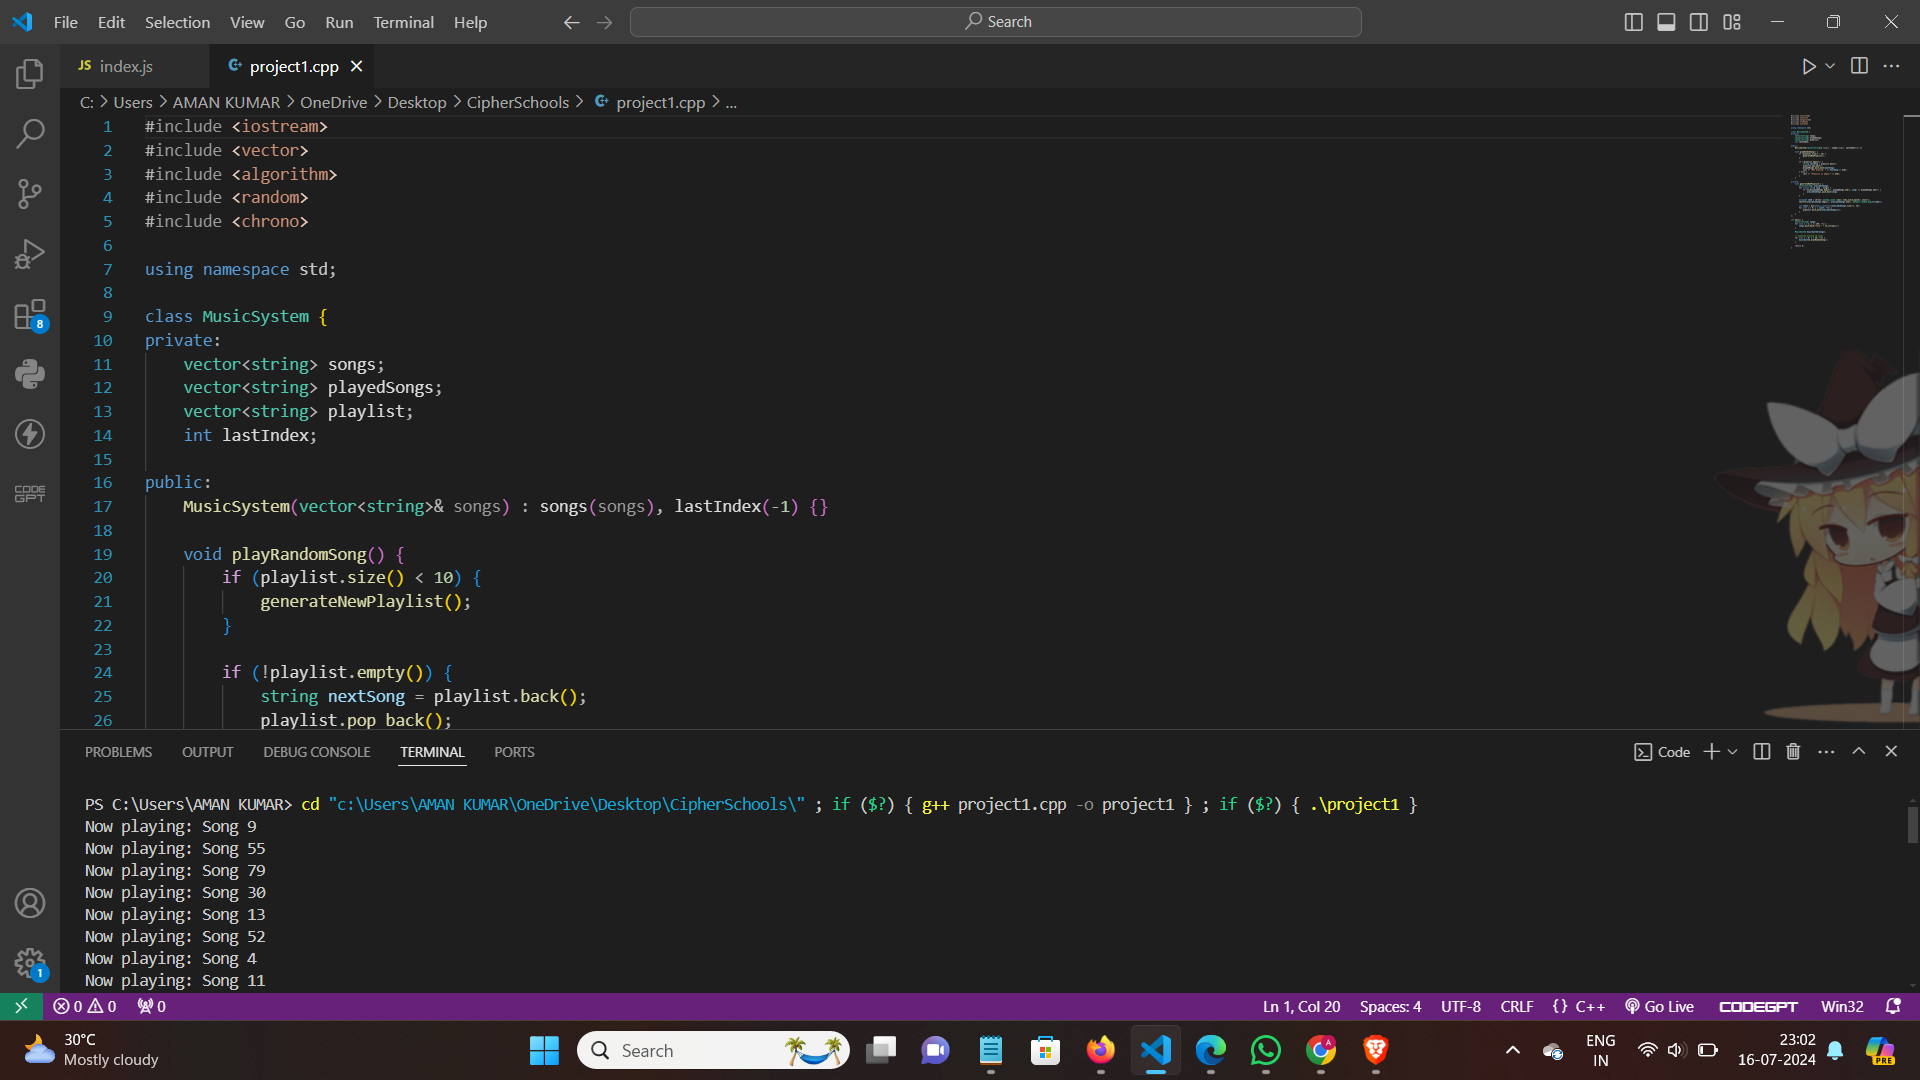 File Edit Selection View Go Run Terminal Help
Search
JS index.js
project1.cpp
C: > Users > AMAN KUMAR > OneDrive > Desktop > CipherSchools > project1.cpp > ...
1 #include <iostream>
2 #include <vector>
3 #include <algorithm>
4 #include <random>
5 #include <chrono>
6
7 using namespace std;
8
9 class MusicSystem {
10 private:
11 vector<string> songs;
12 vector<string> playedSongs;
13 vector<string> playlist;
14 int lastIndex;
15
16 public:
17 MusicSystem(vector<string>& songs) : songs(songs), lastIndex(-1) {}
18
19 void playRandomSong() {
20 if (playlist.size() < 10) {
21 generateNewPlaylist();
22 }
23
24 if (!playlist.empty()) {
25 string nextSong = playlist.back();
26 playlist.pop_back();
8
CODE GPT
PROBLEMS OUTPUT DEBUG CONSOLE TERMINAL PORTS
Code
PS C:\Users\AMAN KUMAR> cd "c:\Users\AMAN KUMAR\OneDrive\Desktop\CipherSchools\" ; if ($?) { g++ project1.cpp -o project1 } ; if ($?) { .\project1 }
Now playing: Song 9
Now playing: Song 55
Now playing: Song 79
Now playing: Song 30
Now playing: Song 13
Now playing: Song 52
Now playing: Song 4
Now playing: Song 11
1
0 0 0
Ln 1, Col 20 Spaces: 4 UTF-8 CRLF {} C++ Go Live CODEGPT Win32
30°C
Mostly cloudy
Search
A
ENG
IN
23:02
16-07-2024
PRE